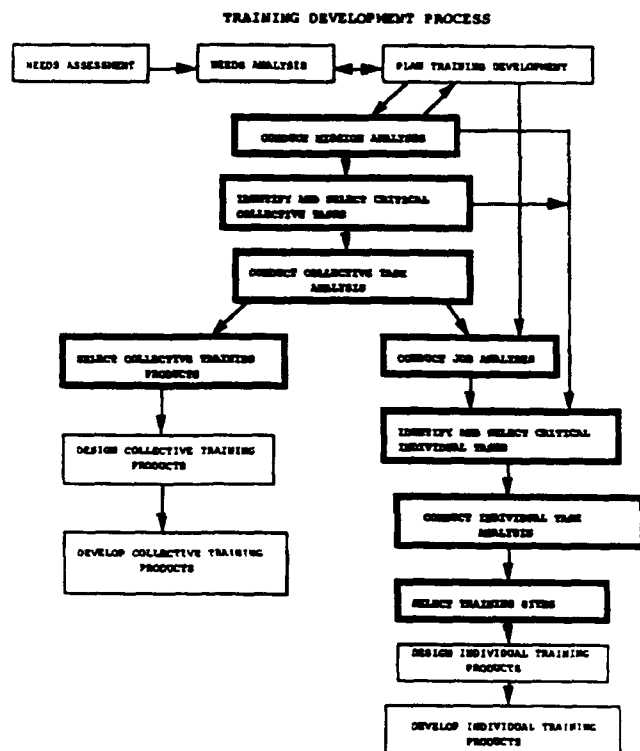 TRAINING DEVELOPMENT PROCESS
NEEDS ASSESSMENT
NEEDS ANALYSIS
PLAN TRAINING DEVELOPMENT
CONDUCT MISSION ANALYSES
IDENTIFY AND SELECT CRITICAL
COLLECTIVE TASKS
CONDUCT COLLECTIVE TASK
ANALYSIS
SELECT COLLECTIVE TRAINING
PRODUCTS
CONDUCT JOB ANALYSES
DESIGN COLLECTIVE TRAINING
PRODUCTS
IDENTIFY AND SELECT CRITICAL
INDIVIDUAL TASKS
DEVELOP COLLECTIVE TRAINING
PRODUCTS
CONDUCT INDIVIDUAL TASK
ANALYSIS
SELECT TRAINING SITES
DESIGN INDIVIDUAL TRAINING
PRODUCTS
DEVELOP INDIVIDUAL TRAINING
PRODUCTS